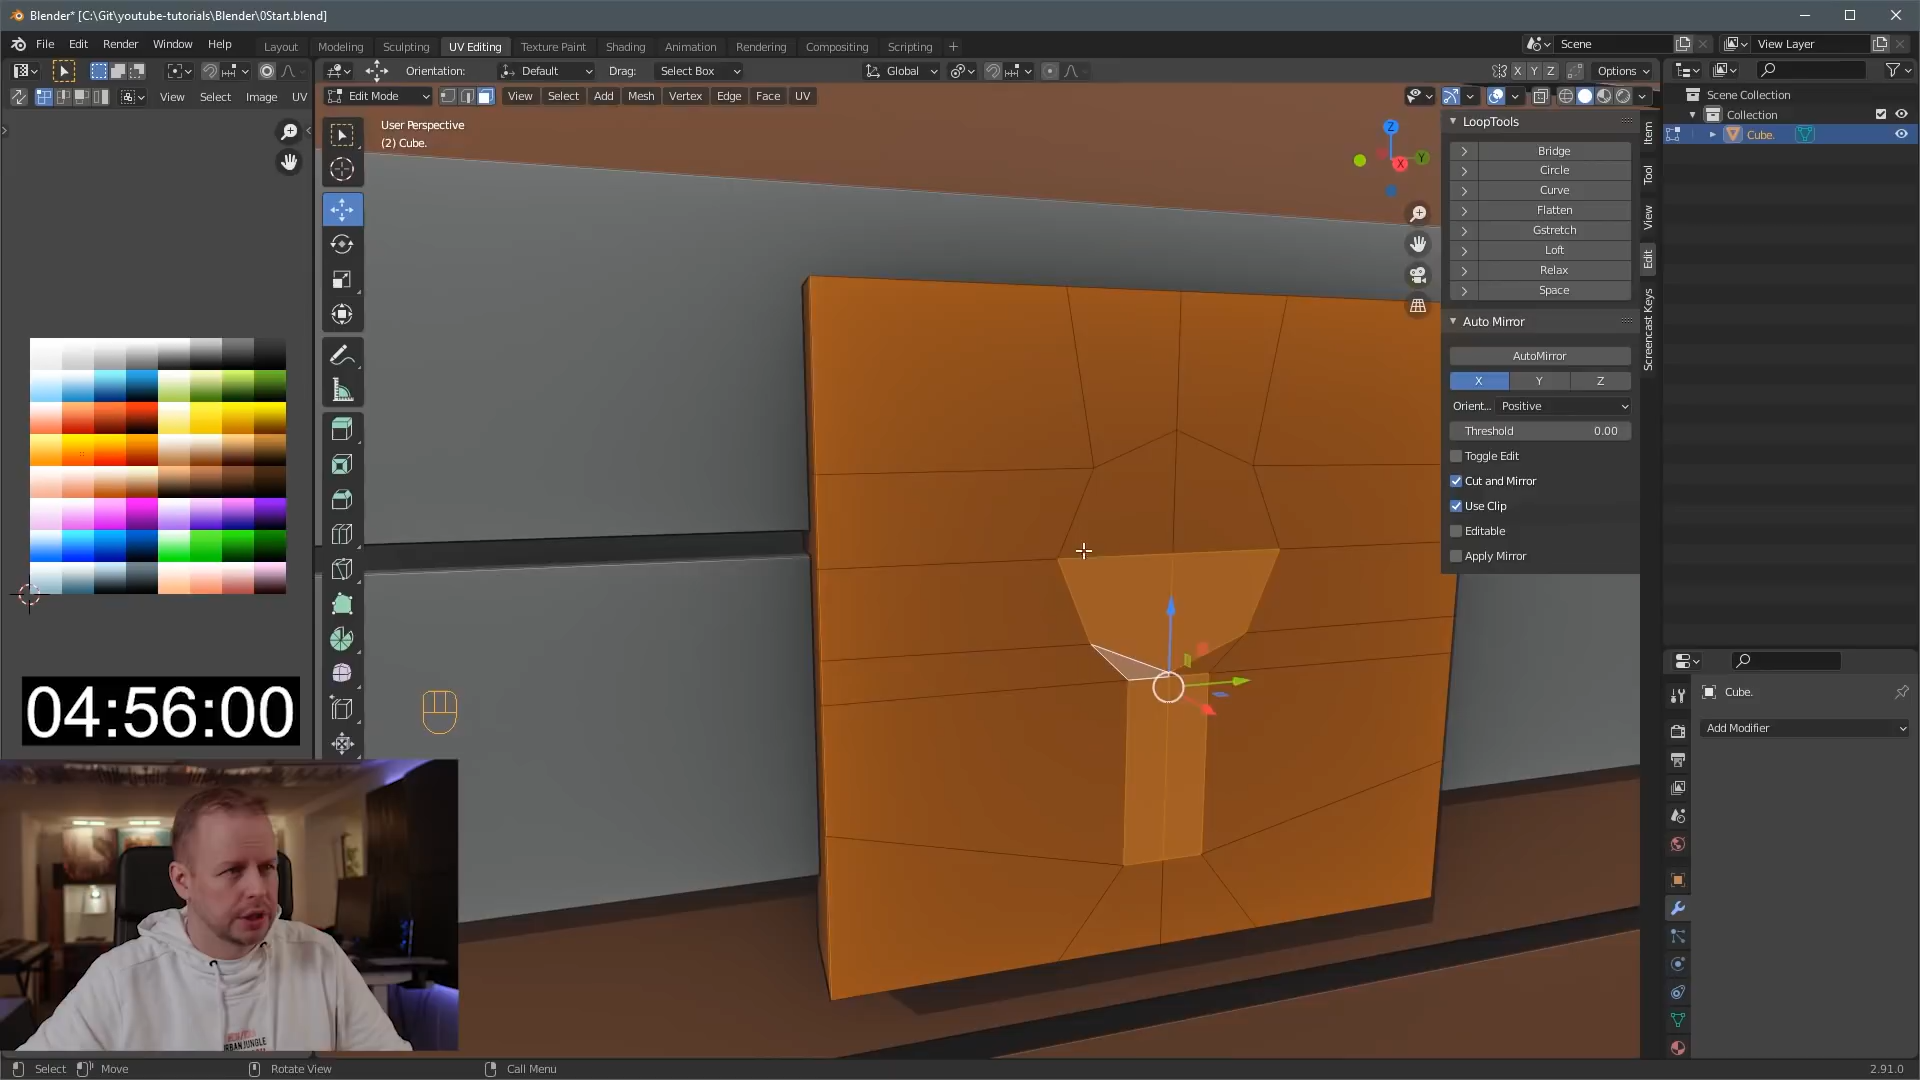 Blender* [C:\Git\youtube-tutorials\Blender\0Start.blend]
File Edit Render Window Help
Layout Modeling Sculpting UV Editing Texture Paint Shading Animation Rendering Compositing Scripting +
Scene
View Layer
Orientation: Default Drag: Select Box
Global
X Y Z Options
View Select Image UV
Edit Mode View Select Add Mesh Vertex Edge Face UV
User Perspective
(2) Cube.
Z
Y
X
LoopTools
Bridge
Circle
Curve
Flatten
Gstretch
Loft
Relax
Space
Auto Mirror
AutoMirror
X Y Z
Orient... Positive
Threshold 0.00
Toggle Edit
Cut and Mirror
Use Clip
Editable
Apply Mirror
Item
Tool
View
Edit
Screencast Keys
Scene Collection
Collection
Cube.
Cube.
Add Modifier
04:56:00
URBAN JUNGLE
Select Move Rotate View Call Menu
2.91.0